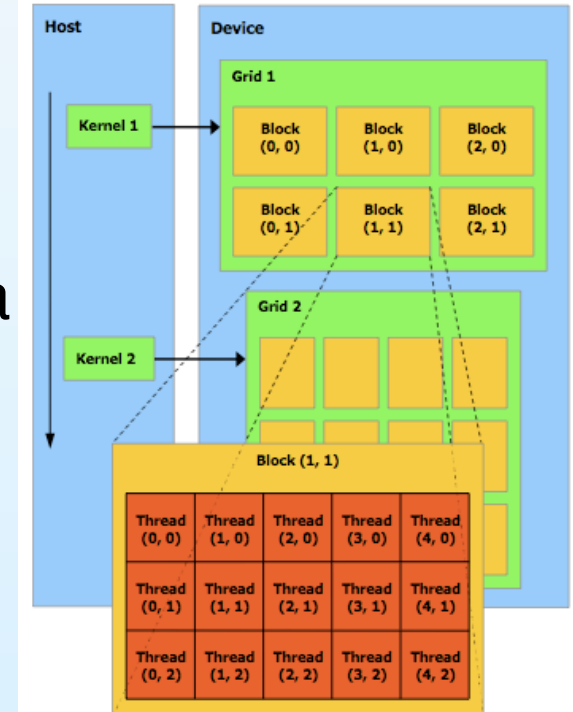 Host
Device
Grid 1
Kernel 1
Block
(0, 0)
Block
(1, 0)
Block
(2, 0)
Block
(0, 1)
Block
(1, 1)
Block
(2, 1)
a
Grid 2
Kernel 2
Block (1, 1)
Thread
(0, 0)
Thread
(1, 0)
Thread
(2, 0)
Thread
(3, 0)
Thread
(4, 0)
Thread
(0, 1)
Thread
(1, 1)
Thread
(2, 1)
Thread
(3, 1)
Thread
(4, 1)
Thread
(0, 2)
Thread
(1, 2)
Thread
(2, 2)
Thread
(3, 2)
Thread
(4, 2)